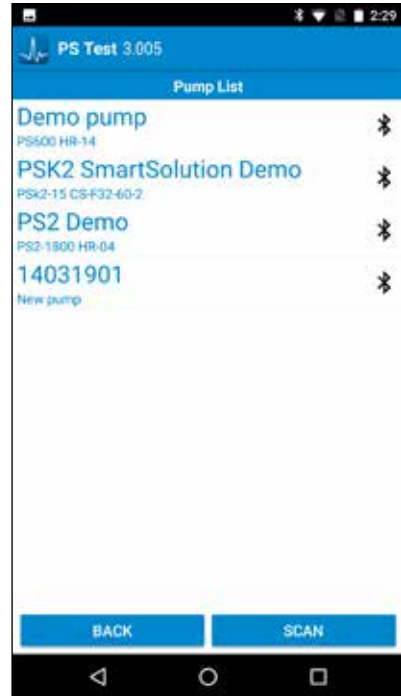 2:29
PS Test 3.005
Pump List
Demo pump
PS600 HR-14
PSK2 SmartSolution Demo
PSk2-15 CS-F32-60-2
PS2 Demo
PS2-1800 HR-04
14031901
New pump
BACK
SCAN